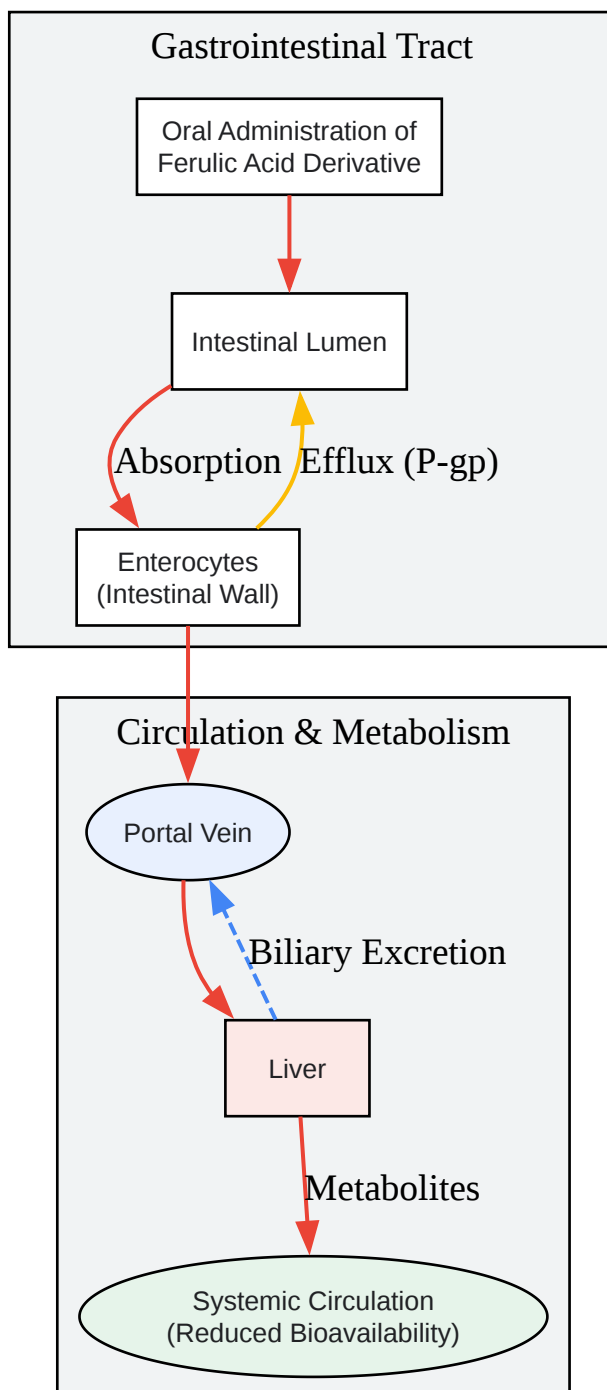 Gastrointestinal Tract
Oral Administration of
Ferulic Acid Derivative
Intestinal Lumen
Absorption
Efflux (P-gp)
Enterocytes
(Intestinal Wall)
Circulation & Metabolism
Portal Vein
Biliary Excretion
Liver
Metabolites
Systemic Circulation
(Reduced Bioavailability)